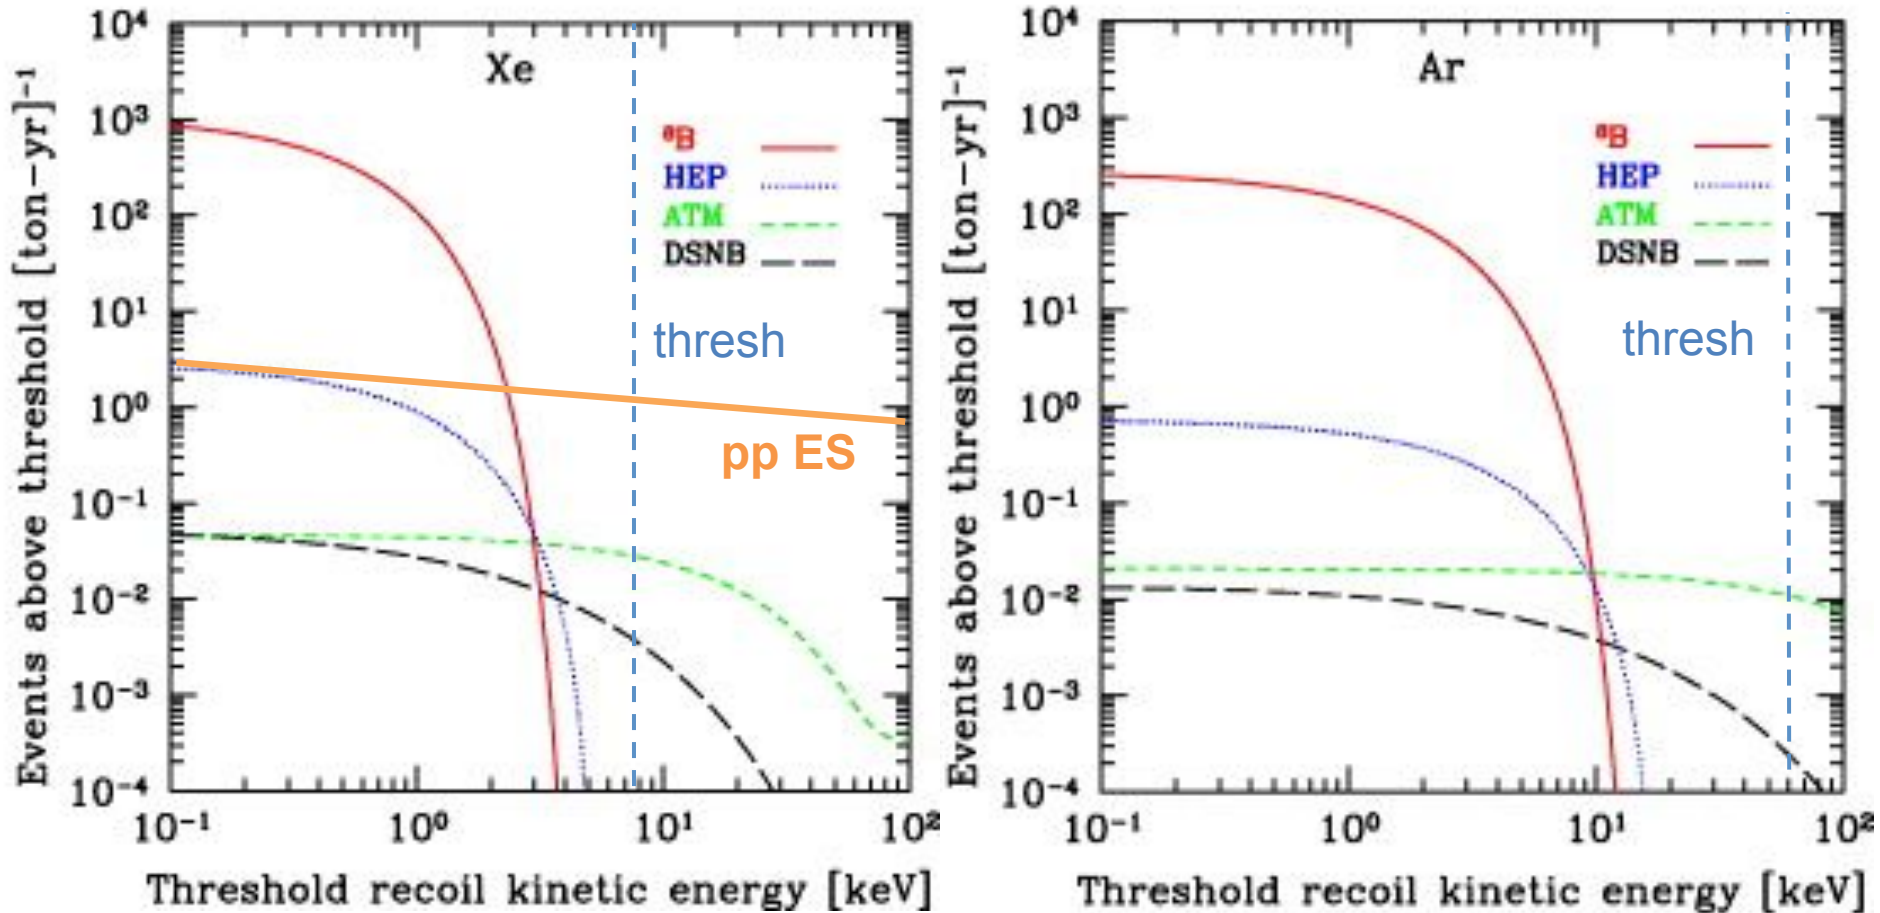 Xe
Events above threshold [ton-yr]⁻¹
10⁴
10³
10²
10¹
10⁰
10⁻¹
10⁻²
10⁻³
10⁻⁴
⁸B
HEP
ATM
DSNB
thresh
pp ES
10⁻¹
10⁰
10¹
10²
Threshold recoil kinetic energy [keV]
Ar
Events above threshold [ton-yr]⁻¹
10⁴
10³
10²
10¹
10⁰
10⁻¹
10⁻²
10⁻³
10⁻⁴
⁸B
HEP
ATM
DSNB
thresh
10⁻¹
10⁰
10¹
10²
Threshold recoil kinetic energy [keV]